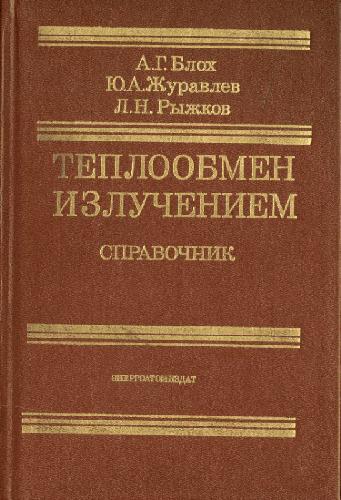 А.Г. Блох
Ю.А. Журавлев
Л.Н. Рыжков
ТЕПЛООБМЕН
ИЗЛУЧЕНИЕМ
СПРАВОЧНИК
ЭНЕРГОАТОМИЗДАТ